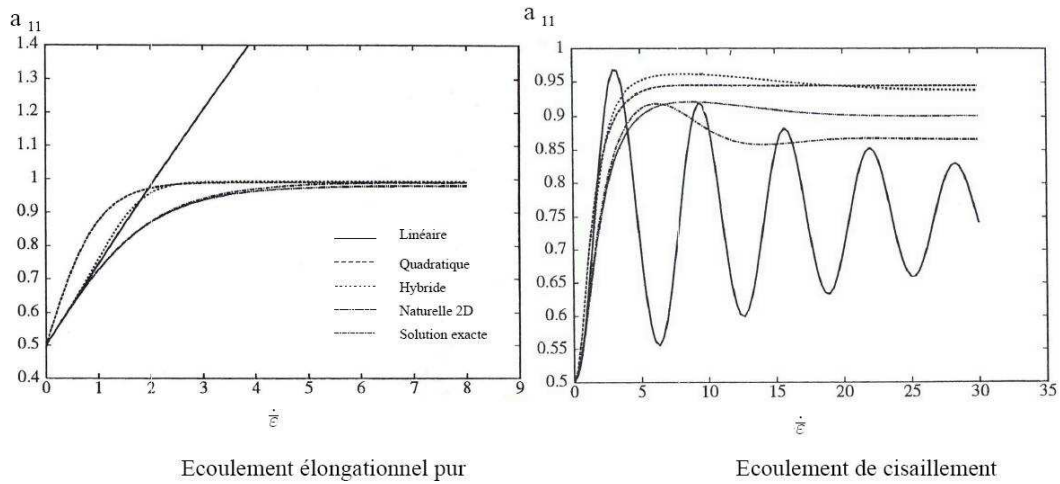 a 11
1.4
1.3
1.2
1.1
1
0.9
0.8
0.7
0.6
0.5
0.4
0 1 2 3 4 5 6 7 8 9
Linéaire
Quadratique
Hybride
Naturelle 2D
Solution exacte
ε̇
Ecoulement élongationnel pur
a 11
1
0.95
0.9
0.85
0.8
0.75
0.7
0.65
0.6
0.55
0.5
0 5 10 15 20 25 30 35
ε̇
Ecoulement de cisaillement